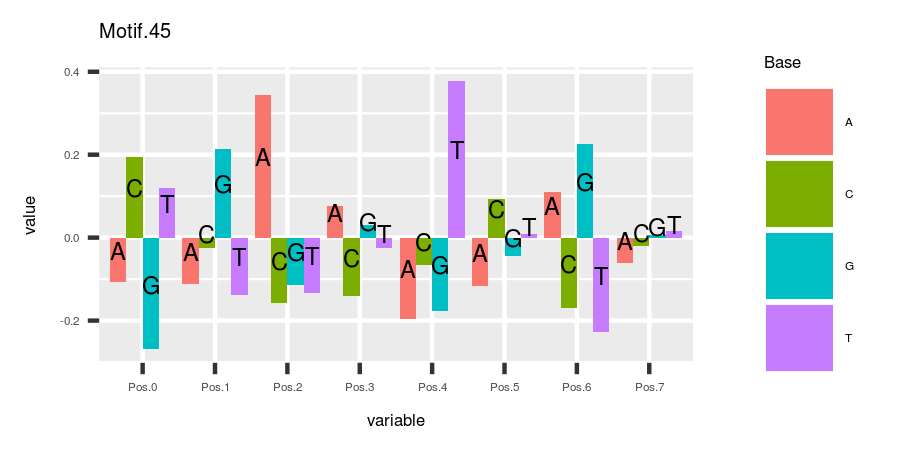 Motif.45
Base
0.4
0.2
0.0
-0.2
value
A C G T A C G T A C G T A C G T A C G T A C G T A C G T A C G T
Pos.0 Pos.1 Pos.2 Pos.3 Pos.4 Pos.5 Pos.6 Pos.7
variable
A
C
G
T